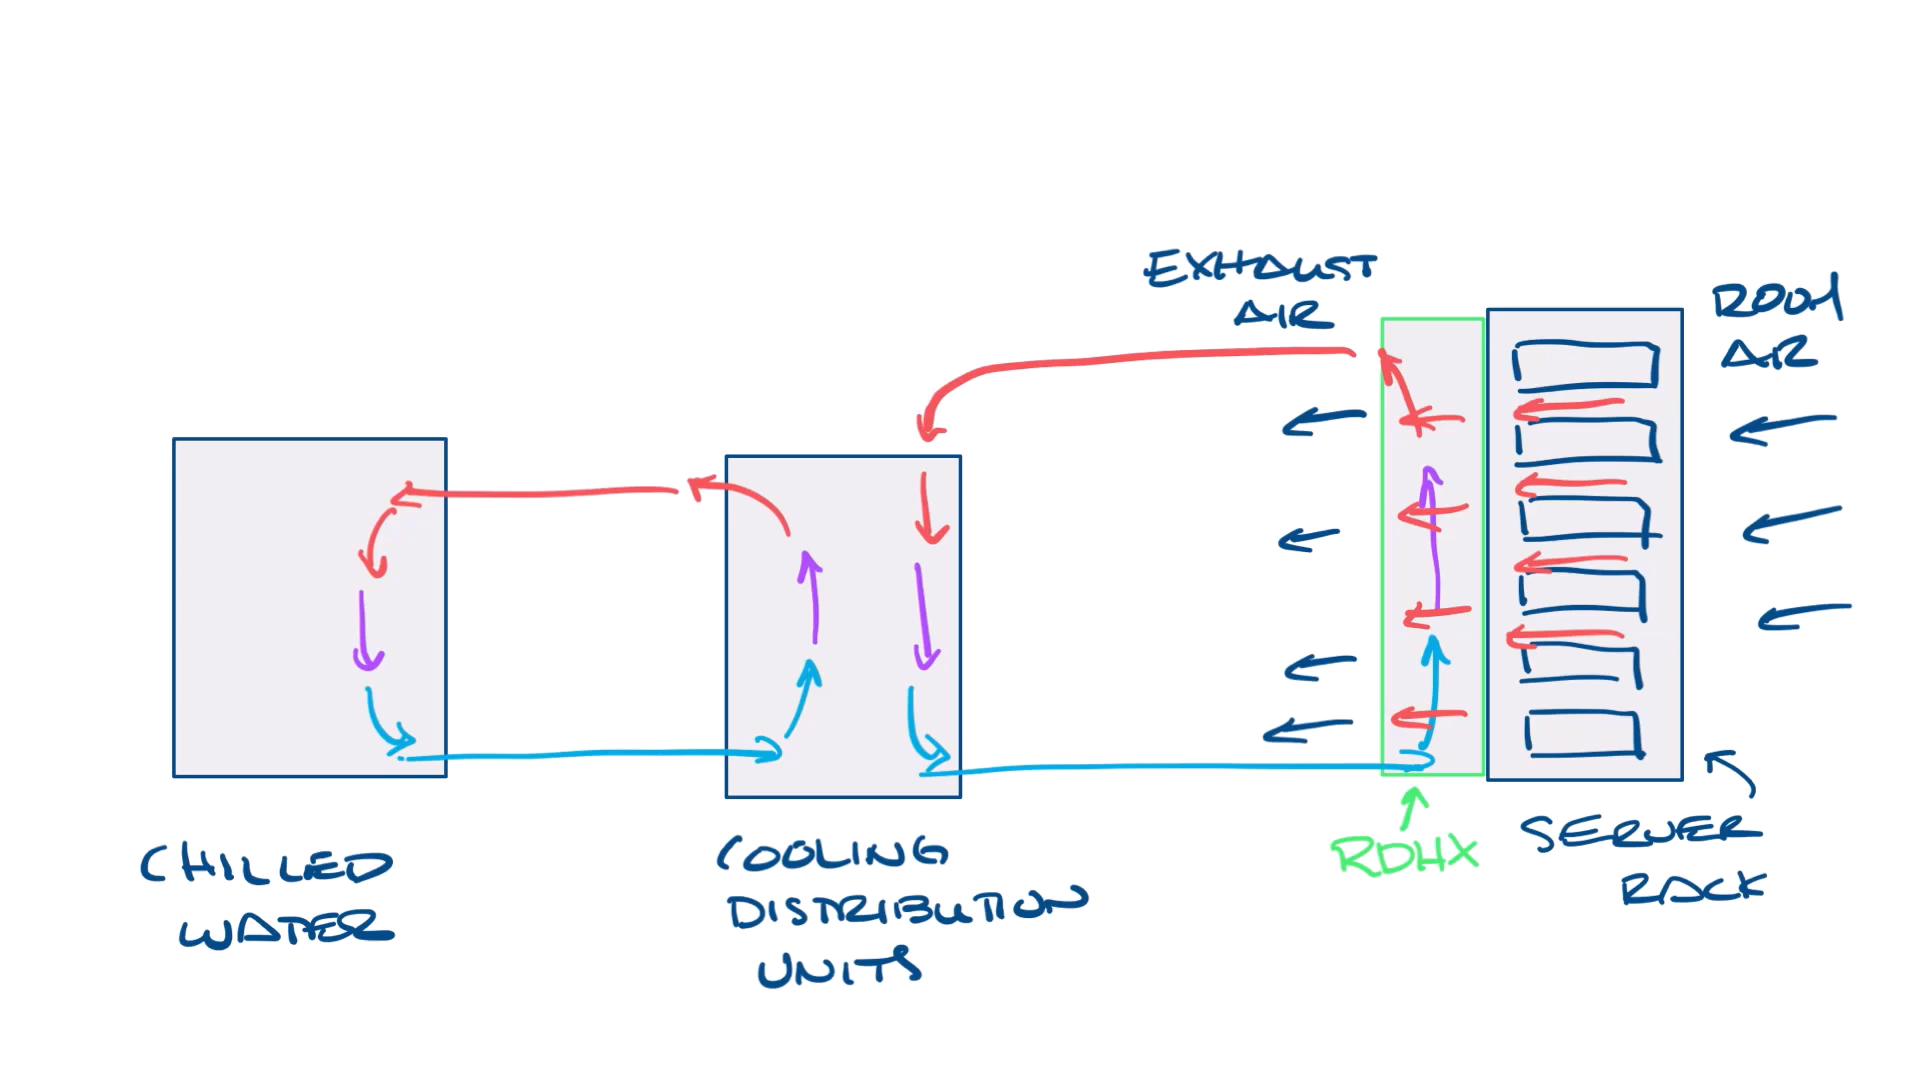 EXHAUST
AIR
ROOM
AIR
CHILLED
WATER
COOLING
DISTRIBUTION
UNITS
RDHX
SERVER
RACK